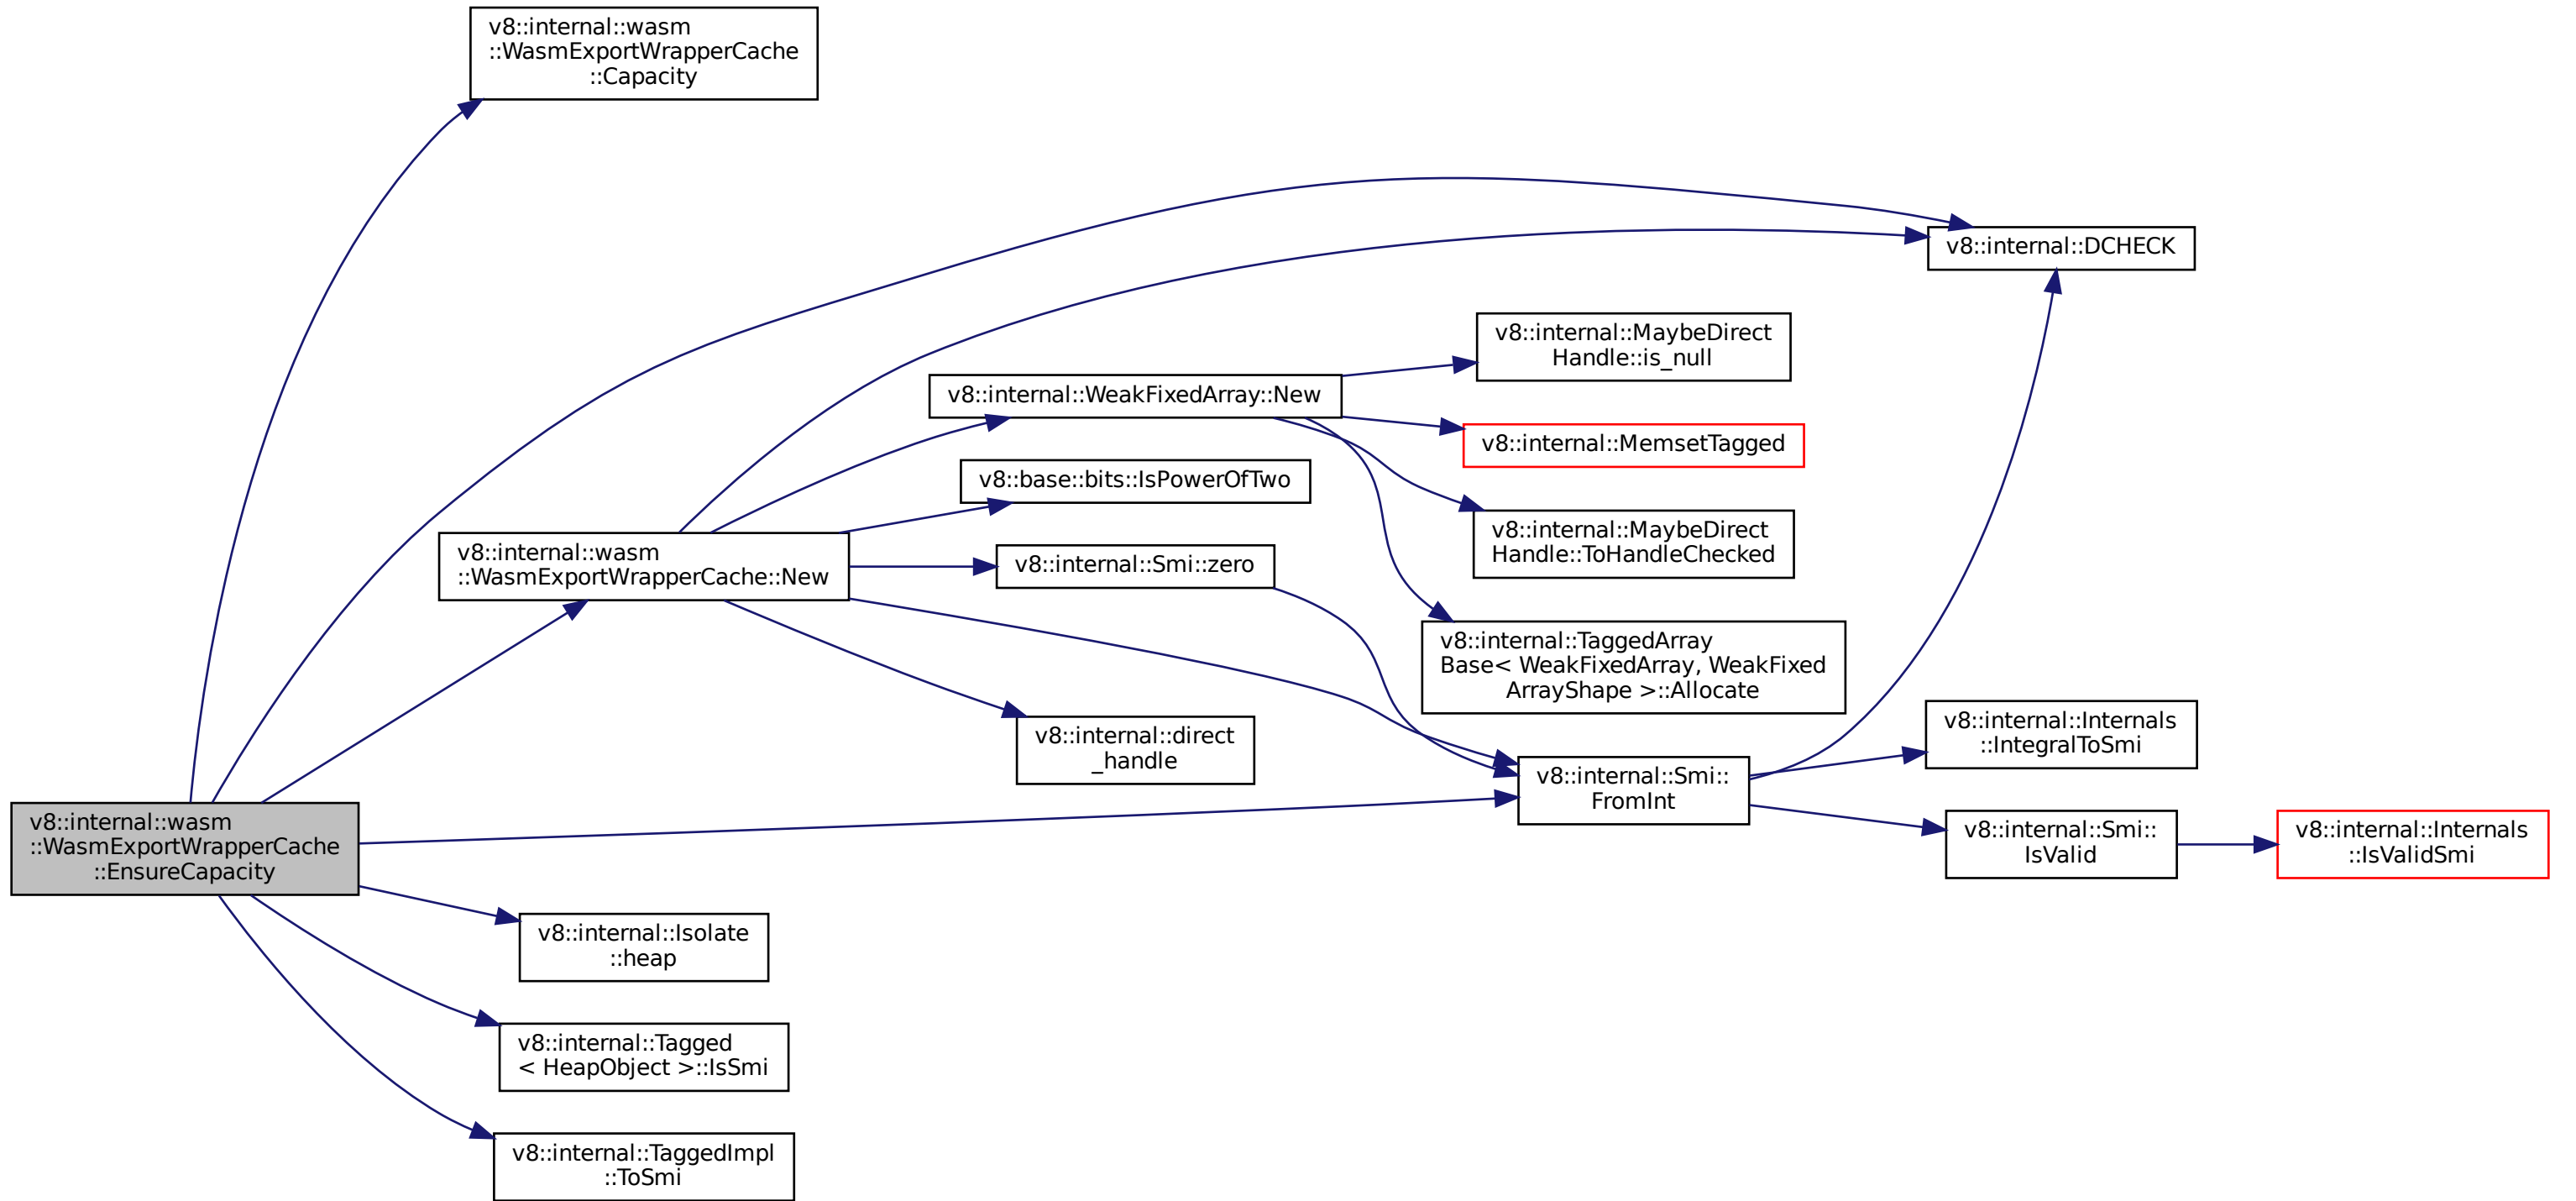 v8::internal::wasm
::WasmExportWrapperCache
::Capacity
v8::internal::DCHECK
v8::internal::MaybeDirect
Handle::is_null
v8::internal::WeakFixedArray::New
v8::internal::MemsetTagged
v8::base::bits::IsPowerOfTwo
v8::internal::MaybeDirect
Handle::ToHandleChecked
v8::internal::wasm
::WasmExportWrapperCache::New
v8::internal::Smi::zero
v8::internal::TaggedArray
Base< WeakFixedArray, WeakFixed
ArrayShape >::Allocate
v8::internal::direct
_handle
v8::internal::Internals
::IntegralToSmi
v8::internal::Smi::
FromInt
v8::internal::wasm
::WasmExportWrapperCache
::EnsureCapacity
v8::internal::Smi::
IsValid
v8::internal::Internals
::IsValidSmi
v8::internal::Isolate
::heap
v8::internal::Tagged
< HeapObject >::IsSmi
v8::internal::TaggedImpl
::ToSmi